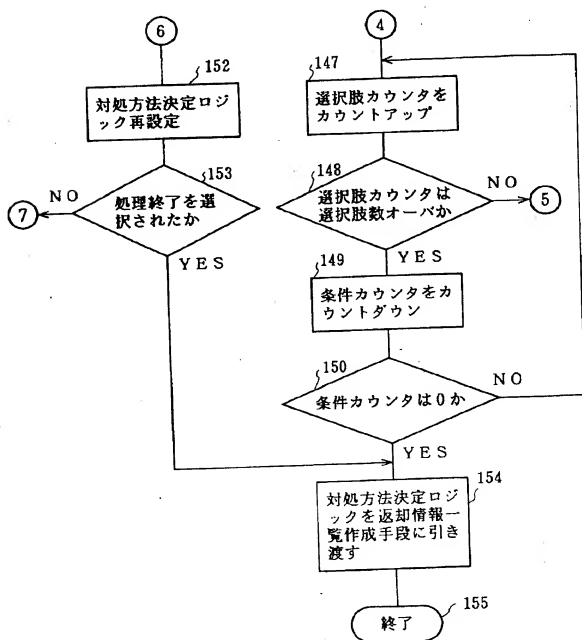 6
152
対処方法決定ロジ
ック再設定
153
処理終了を選
択されたか
NO
7
YES
4
147
選択肢カウンタを
カウントアップ
148
選択肢カウンタは
選択肢数オーバか
NO
5
YES
149
条件カウンタをカ
ウントダウン
150
条件カウンタは0か
NO
YES
154
対処方法決定ロジ
ックを返却情報一
覧作成手段に引き
渡す
155
終了